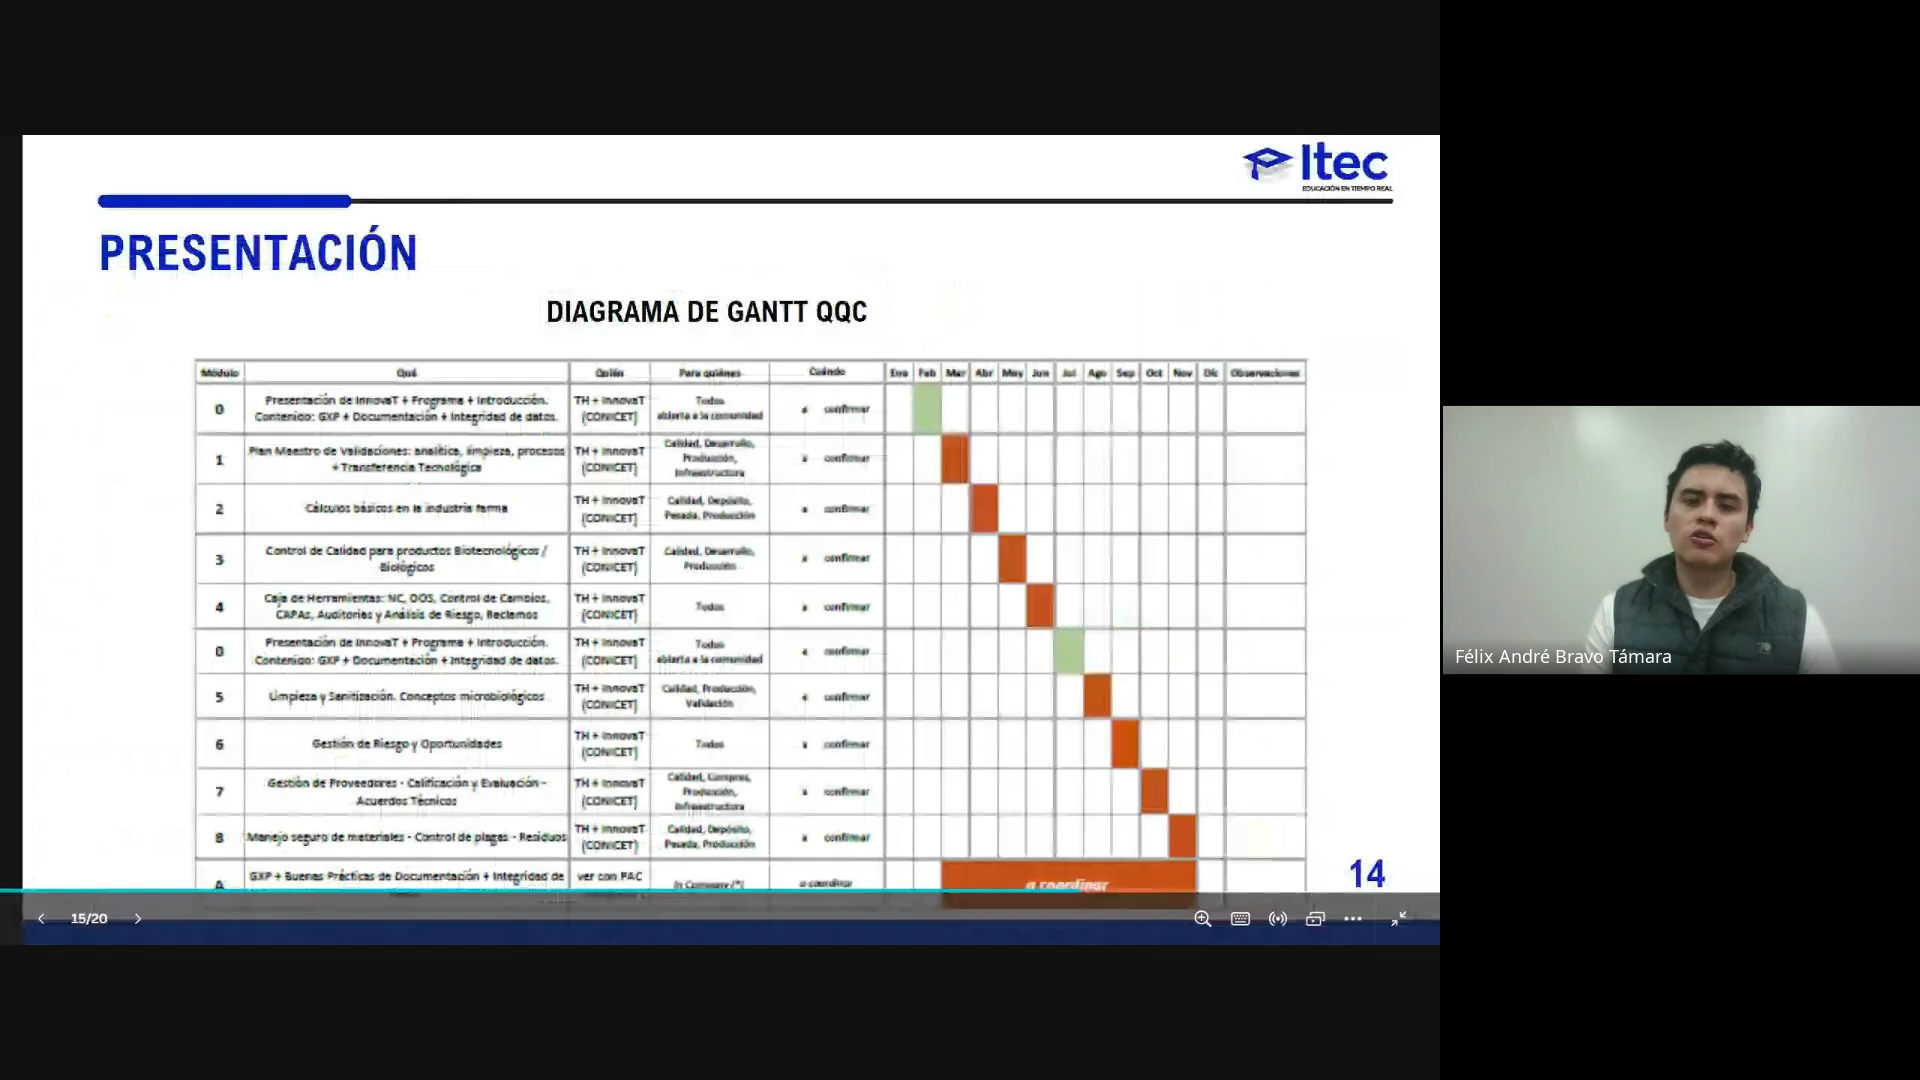 Itec
EDUCACIÓN EN TIEMPO REAL
PRESENTACIÓN
DIAGRAMA DE GANTT QQC
Módulo Qué Quién Para quiénes Cuándo Ene Feb Mar Abr May Jun Jul Ago Sep Oct Nov Dic Observaciones
0
Presentación de InnovaT + Programa + Introducción.
Contenido: GXP + Documentación + Integridad de datos.
TH + InnovaT
(CONICET)
Todos
abierta a la comunidad
a confirmar
1
Plan Maestro de Validaciones: analítica, limpieza, procesos
+ Transferencia Tecnológica
TH + InnovaT
(CONICET)
Calidad, Desarrollo,
Producción,
Infraestructura
a confirmar
2
Cálculos básicos en la industria farma
TH + InnovaT
(CONICET)
Calidad, Depósito,
Pesada, Producción
a confirmar
3
Control de Calidad para productos Biotecnológicos /
Biológicos
TH + InnovaT
(CONICET)
Calidad, Desarrollo,
Producción
a confirmar
4
Caja de Herramientas: NC, OOS, Control de Cambios,
CAPAs, Auditorías y Análisis de Riesgo, Reclamos
TH + InnovaT
(CONICET)
Todos
a confirmar
0
Presentación de InnovaT + Programa + Introducción.
Contenido: GXP + Documentación + Integridad de datos.
TH + InnovaT
(CONICET)
Todos
abierta a la comunidad
a confirmar
5
Limpieza y Sanitización. Conceptos microbiológicos
TH + InnovaT
(CONICET)
Calidad, Producción,
Validación
a confirmar
6
Gestión de Riesgo y Oportunidades
TH + InnovaT
(CONICET)
Todos
a confirmar
7
Gestión de Proveedores - Calificación y Evaluación -
Acuerdos Técnicos
TH + InnovaT
(CONICET)
Calidad, Compras,
Producción,
Infraestructura
a confirmar
8
Manejo seguro de materiales - Control de plagas - Residuos
TH + InnovaT
(CONICET)
Calidad, Depósito,
Pesada, Producción
a confirmar
A
GXP + Buenas Prácticas de Documentación + Integridad de
ver con PAC
In Company (*)
a coordinar
a coordinar
14
15/20
Félix André Bravo Támara